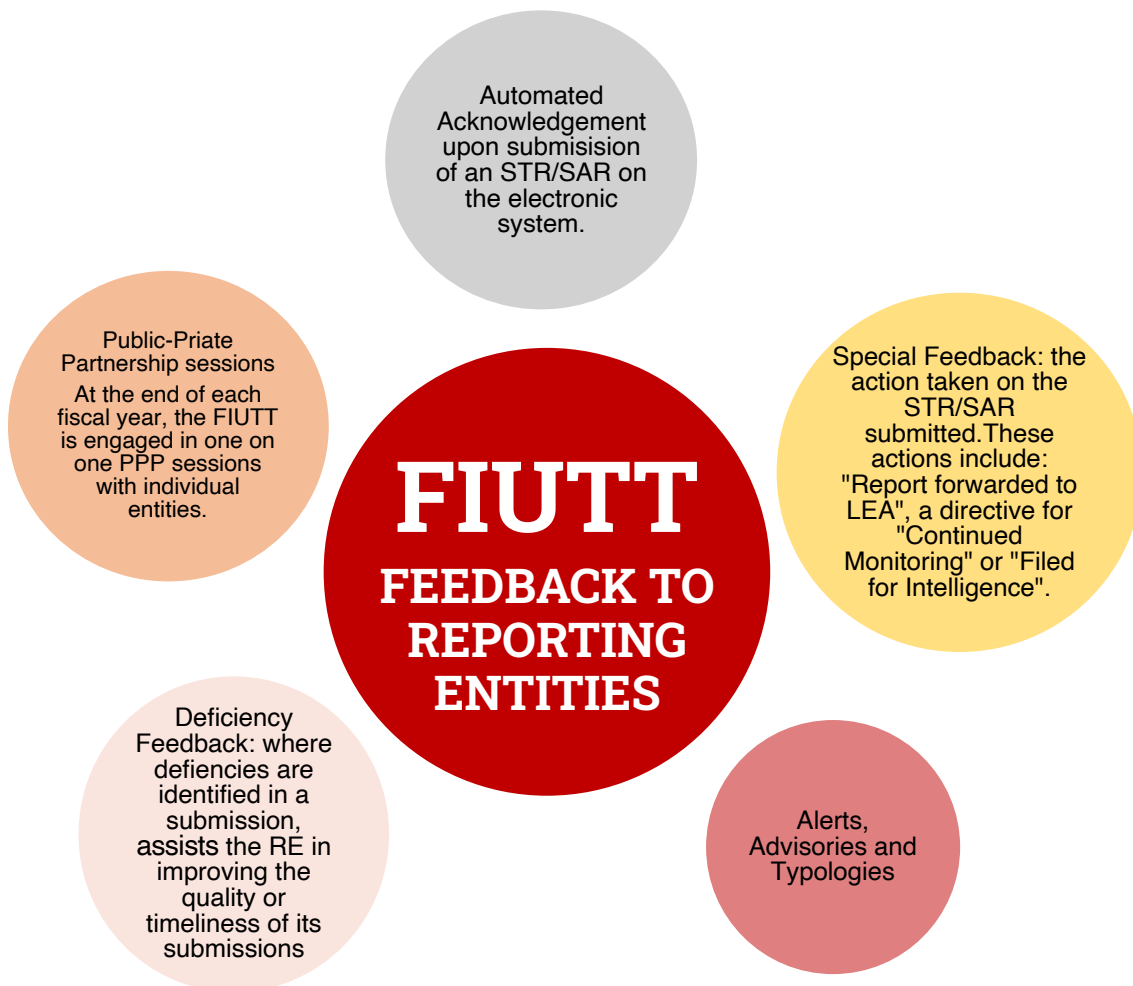 Automated
Acknowledgement
upon submisision
of an STR/SAR on
the electronic
system.
Public-Priate
Partnership sessions
At the end of each
fiscal year, the FIUTT
is engaged in one on
one PPP sessions
with individual
entities.
Special Feedback: the
action taken on the
STR/SAR
submitted.These
actions include:
"Report forwarded to
LEA", a directive for
"Continued
Monitoring" or "Filed
for Intelligence".
FIUTT
FEEDBACK TO
REPORTING
ENTITIES
Deficiency
Feedback: where
defiencies are
identified in a
submission,
assists the RE in
improving the
quality or
timeliness of its
submissions
Alerts,
Advisories and
Typologies